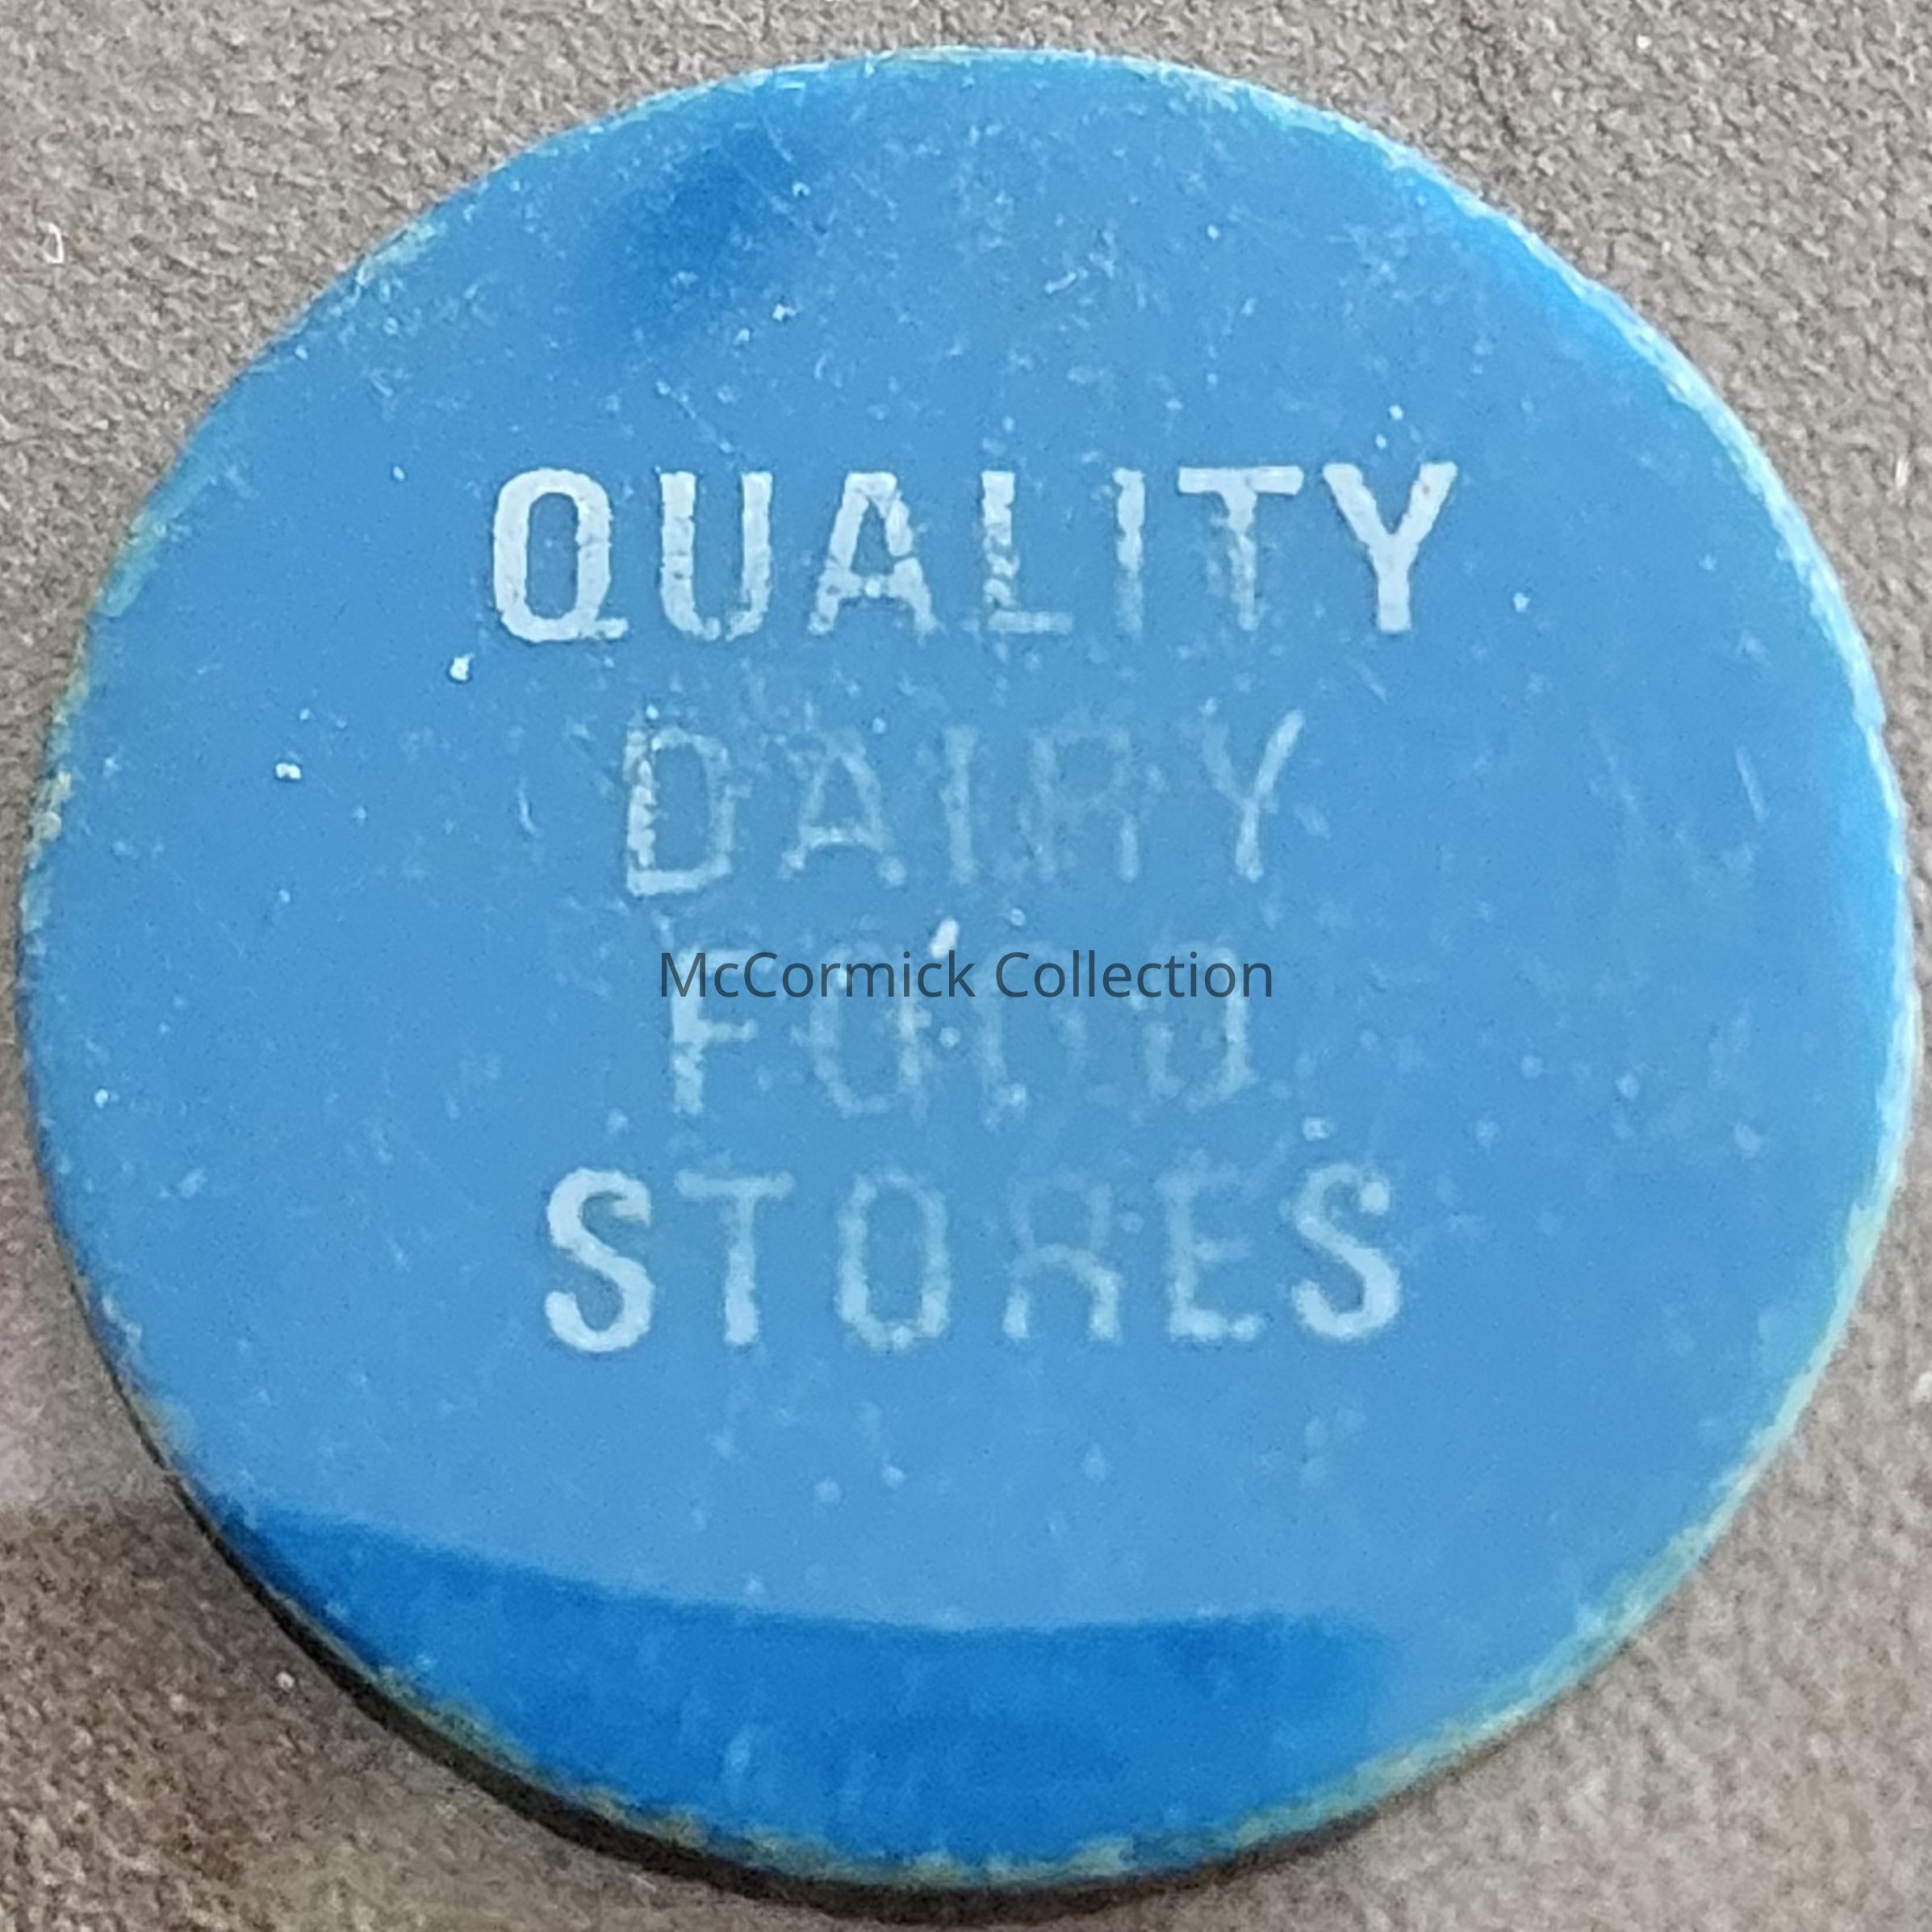 QUALITY
DAIRY
FOOD
McCormick Collection
STORES